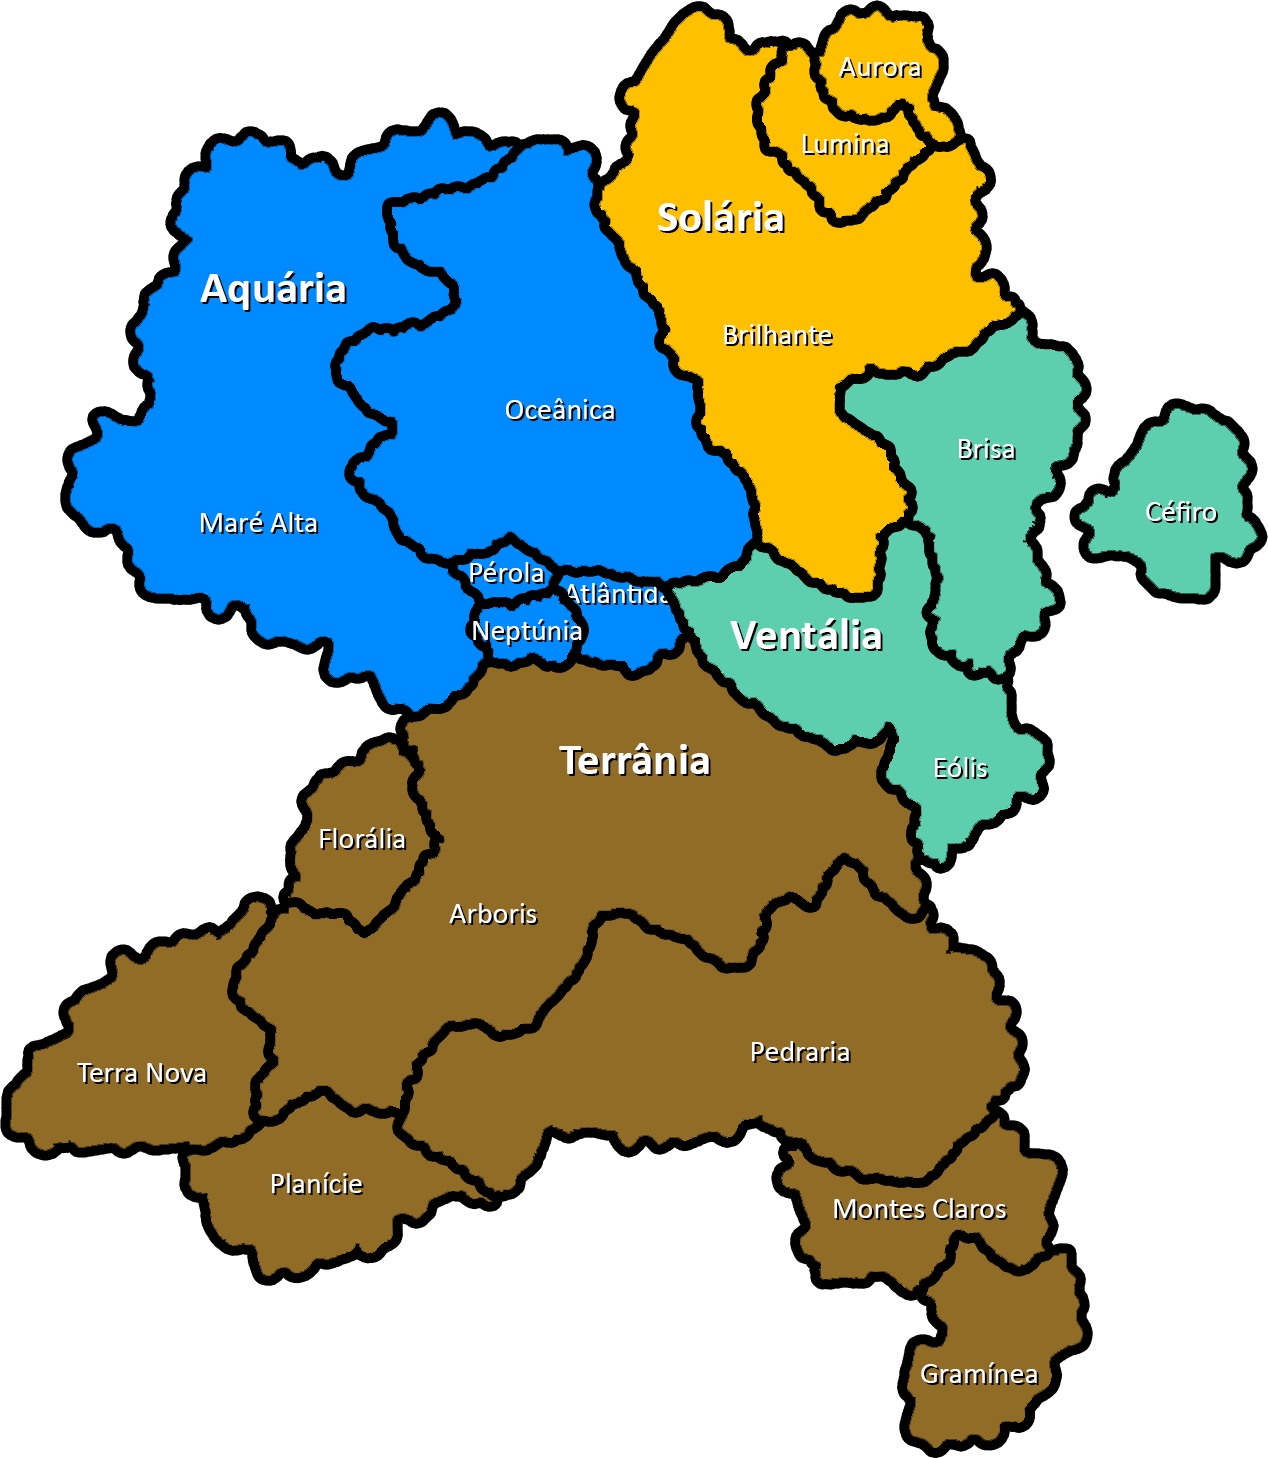 Aurora
Lumina
Solária
Aquária
Brilhante
Oceânica
Brisa
Céfiro
Maré Alta
Pérola
Atlântida
Neptúnia
Ventália
Terrânia
Eólis
Florália
Arboris
Pedraria
Terra Nova
Planície
Montes Claros
Gramínea